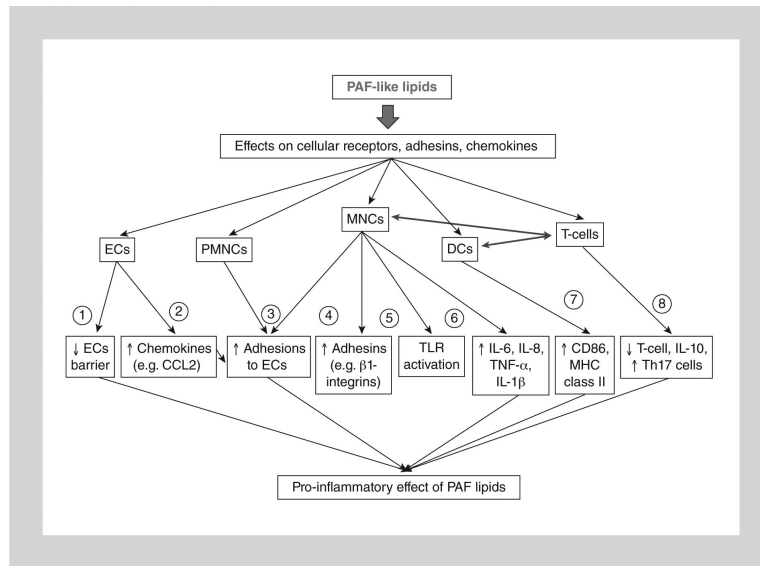 PAF-like lipids
Effects on cellular receptors, adhesins, chemokines
MNCs
ECs
PMNCs
DCs
T-cells
1
2
3
4
5
6
7
8
↓ ECs
barrier
↑ Chemokines
(e.g. CCL2)
↑ Adhesions
to ECs
↑ Adhesins
(e.g. β1-
integrins)
TLR
activation
↑ IL-6, IL-8,
TNF-α,
IL-1β
↑ CD86,
MHC
class II
↓ T-cell, IL-10,
↑ Th17 cells
Pro-inflammatory effect of PAF lipids